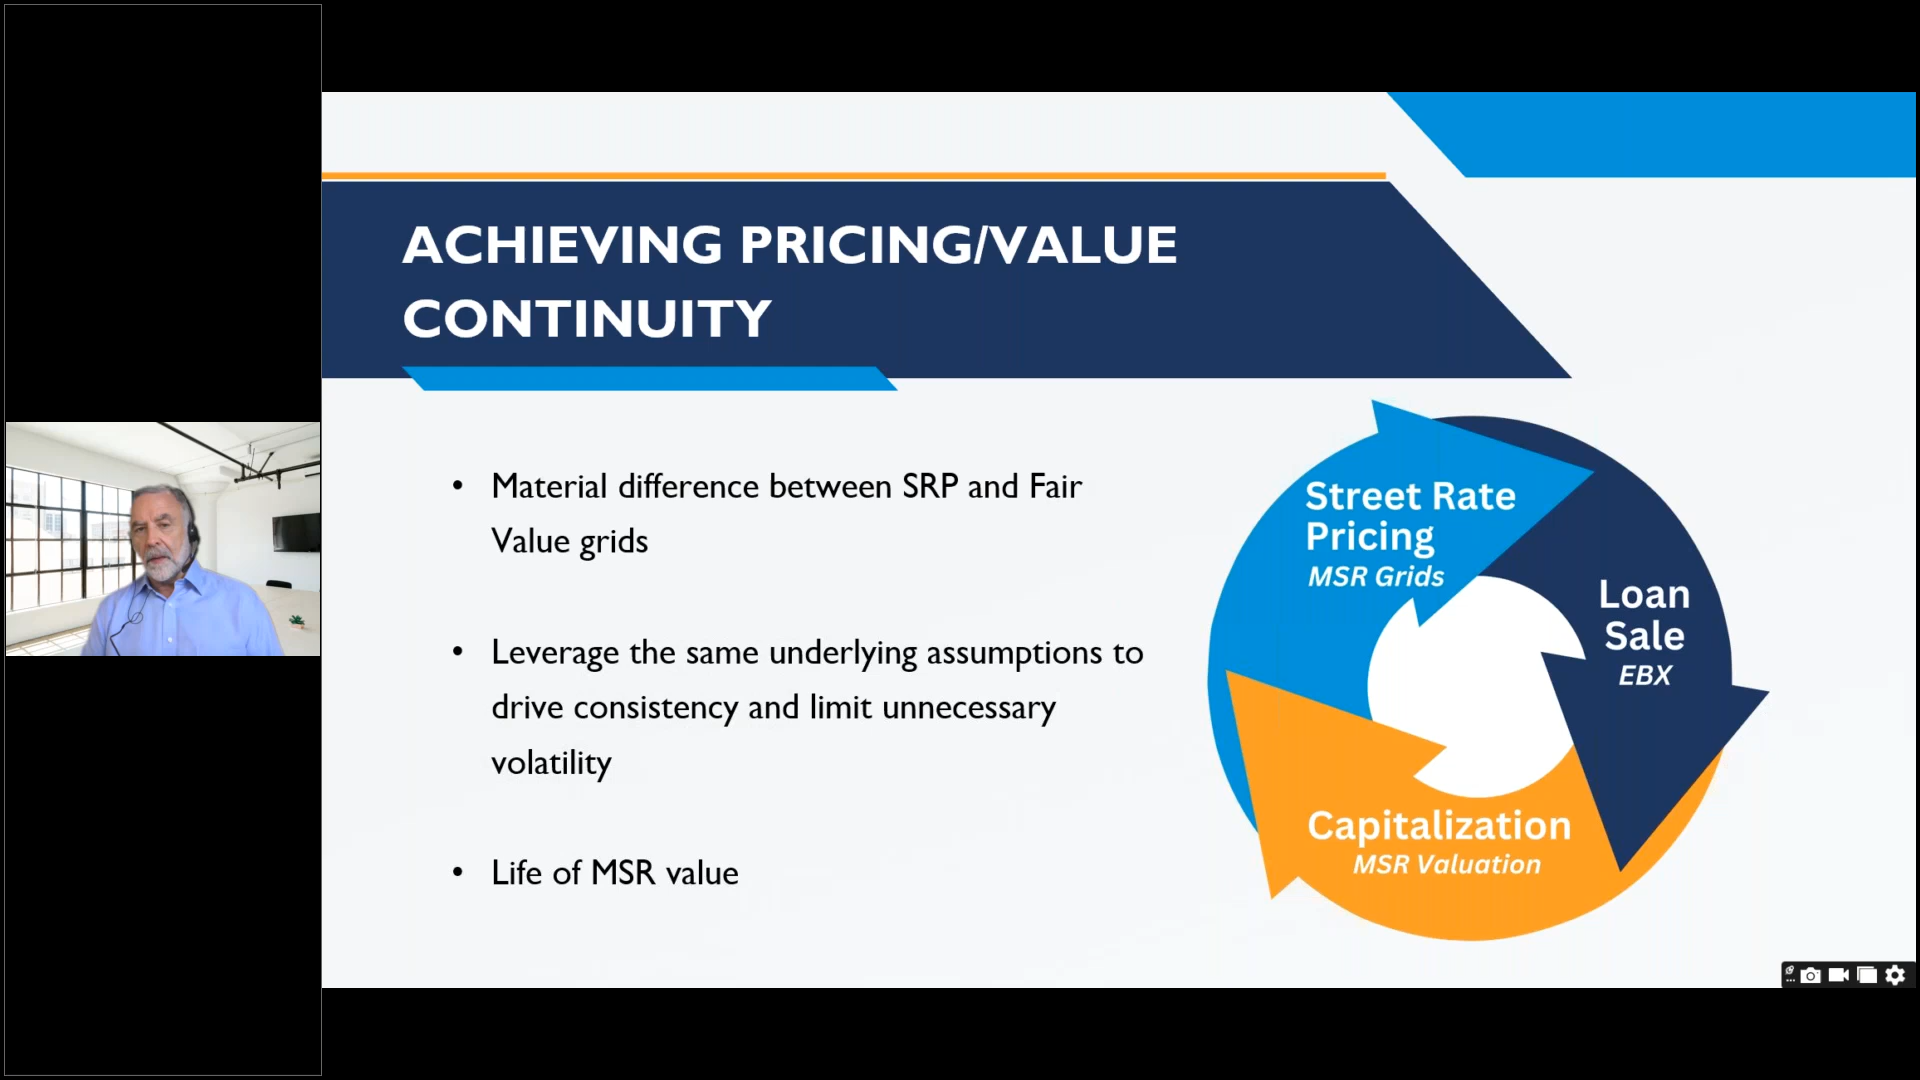 ACHIEVING PRICING/VALUE
CONTINUITY
• Material difference between SRP and Fair
Value grids
• Leverage the same underlying assumptions to
drive consistency and limit unnecessary
volatility
• Life of MSR value
Street Rate
Pricing
MSR Grids
Loan
Sale
EBX
Capitalization
MSR Valuation